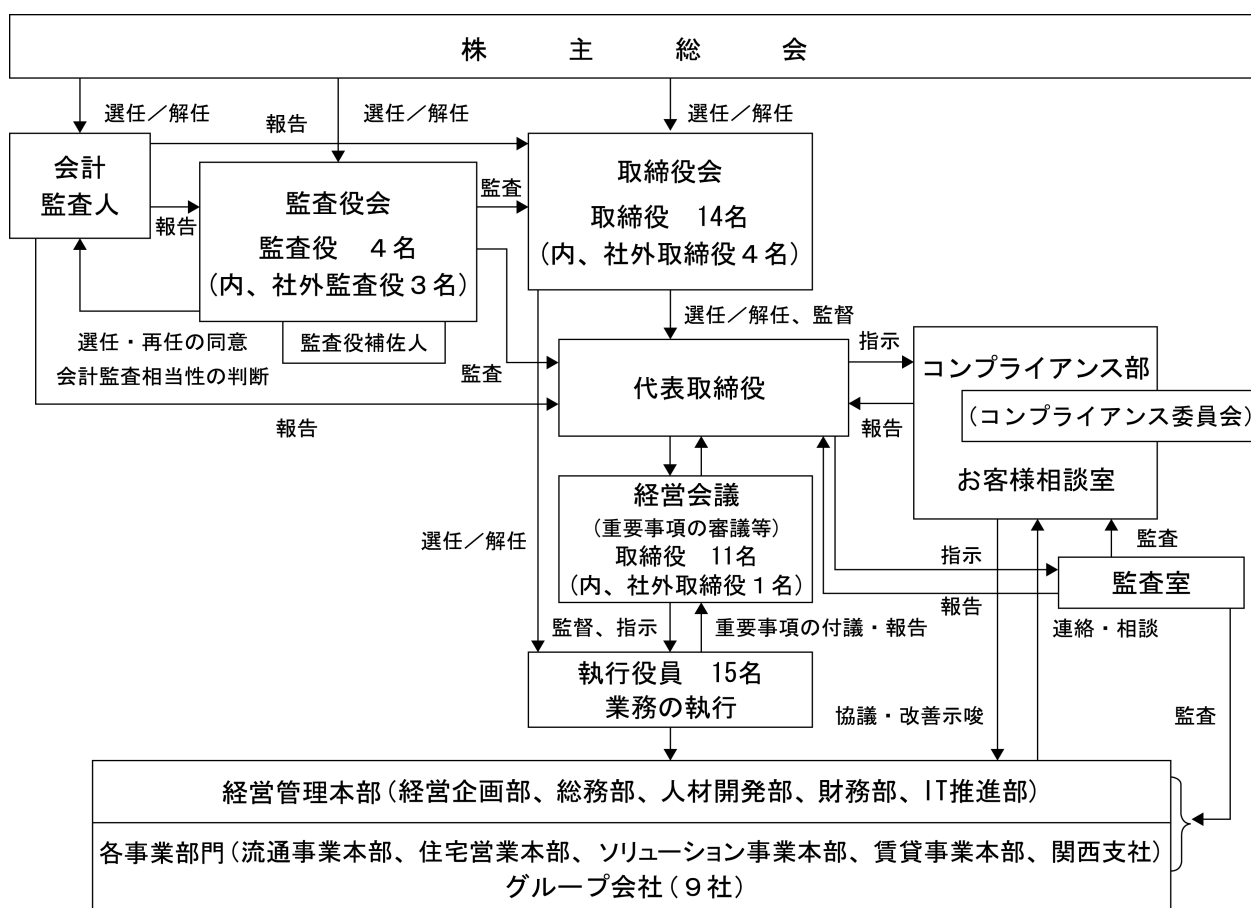 株主総会
選任／解任
報告
選任／解任
選任／解任
会計
監査人
報告
監査役会
監査役　４名
(内、社外監査役３名)
監査
取締役会
取締役　14名
(内、社外取締役４名)
監査役補佐人
選任・再任の同意
会計監査相当性の判断
監査
報告
選任／解任、監督
代表取締役
指示
報告
コンプライアンス部
(コンプライアンス委員会)
お客様相談室
経営会議
(重要事項の審議等)
取締役　11名
(内、社外取締役１名)
選任／解任
監査
指示
監査室
報告
連絡・相談
監督、指示
重要事項の付議・報告
執行役員　15名
業務の執行
協議・改善示唆
監査
経営管理本部(経営企画部、総務部、人材開発部、財務部、IT推進部)
各事業部門(流通事業本部、住宅営業本部、ソリューション事業本部、賃貸事業本部、関西支社)
グループ会社(９社)